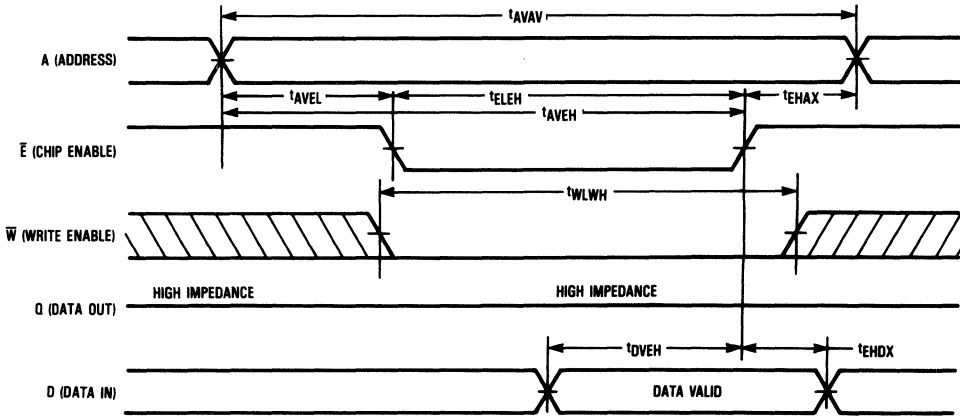 tAVAV
A (ADDRESS)
tAVEL
tELEH
tEHAX
tAVEH
E̅ (CHIP ENABLE)
tWLWH
W̅ (WRITE ENABLE)
HIGH IMPEDANCE
HIGH IMPEDANCE
Q (DATA OUT)
tDVEH
tEHDX
D (DATA IN)
DATA VALID